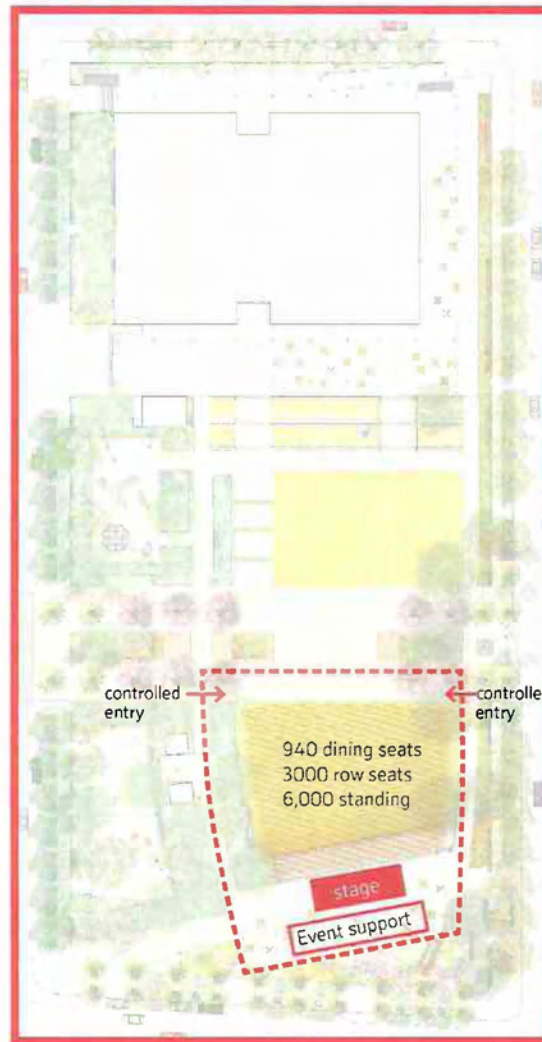 controlled
entry
controlle
entry
940 dining seats
3000 row seats
6,000 standing
stage
Event support